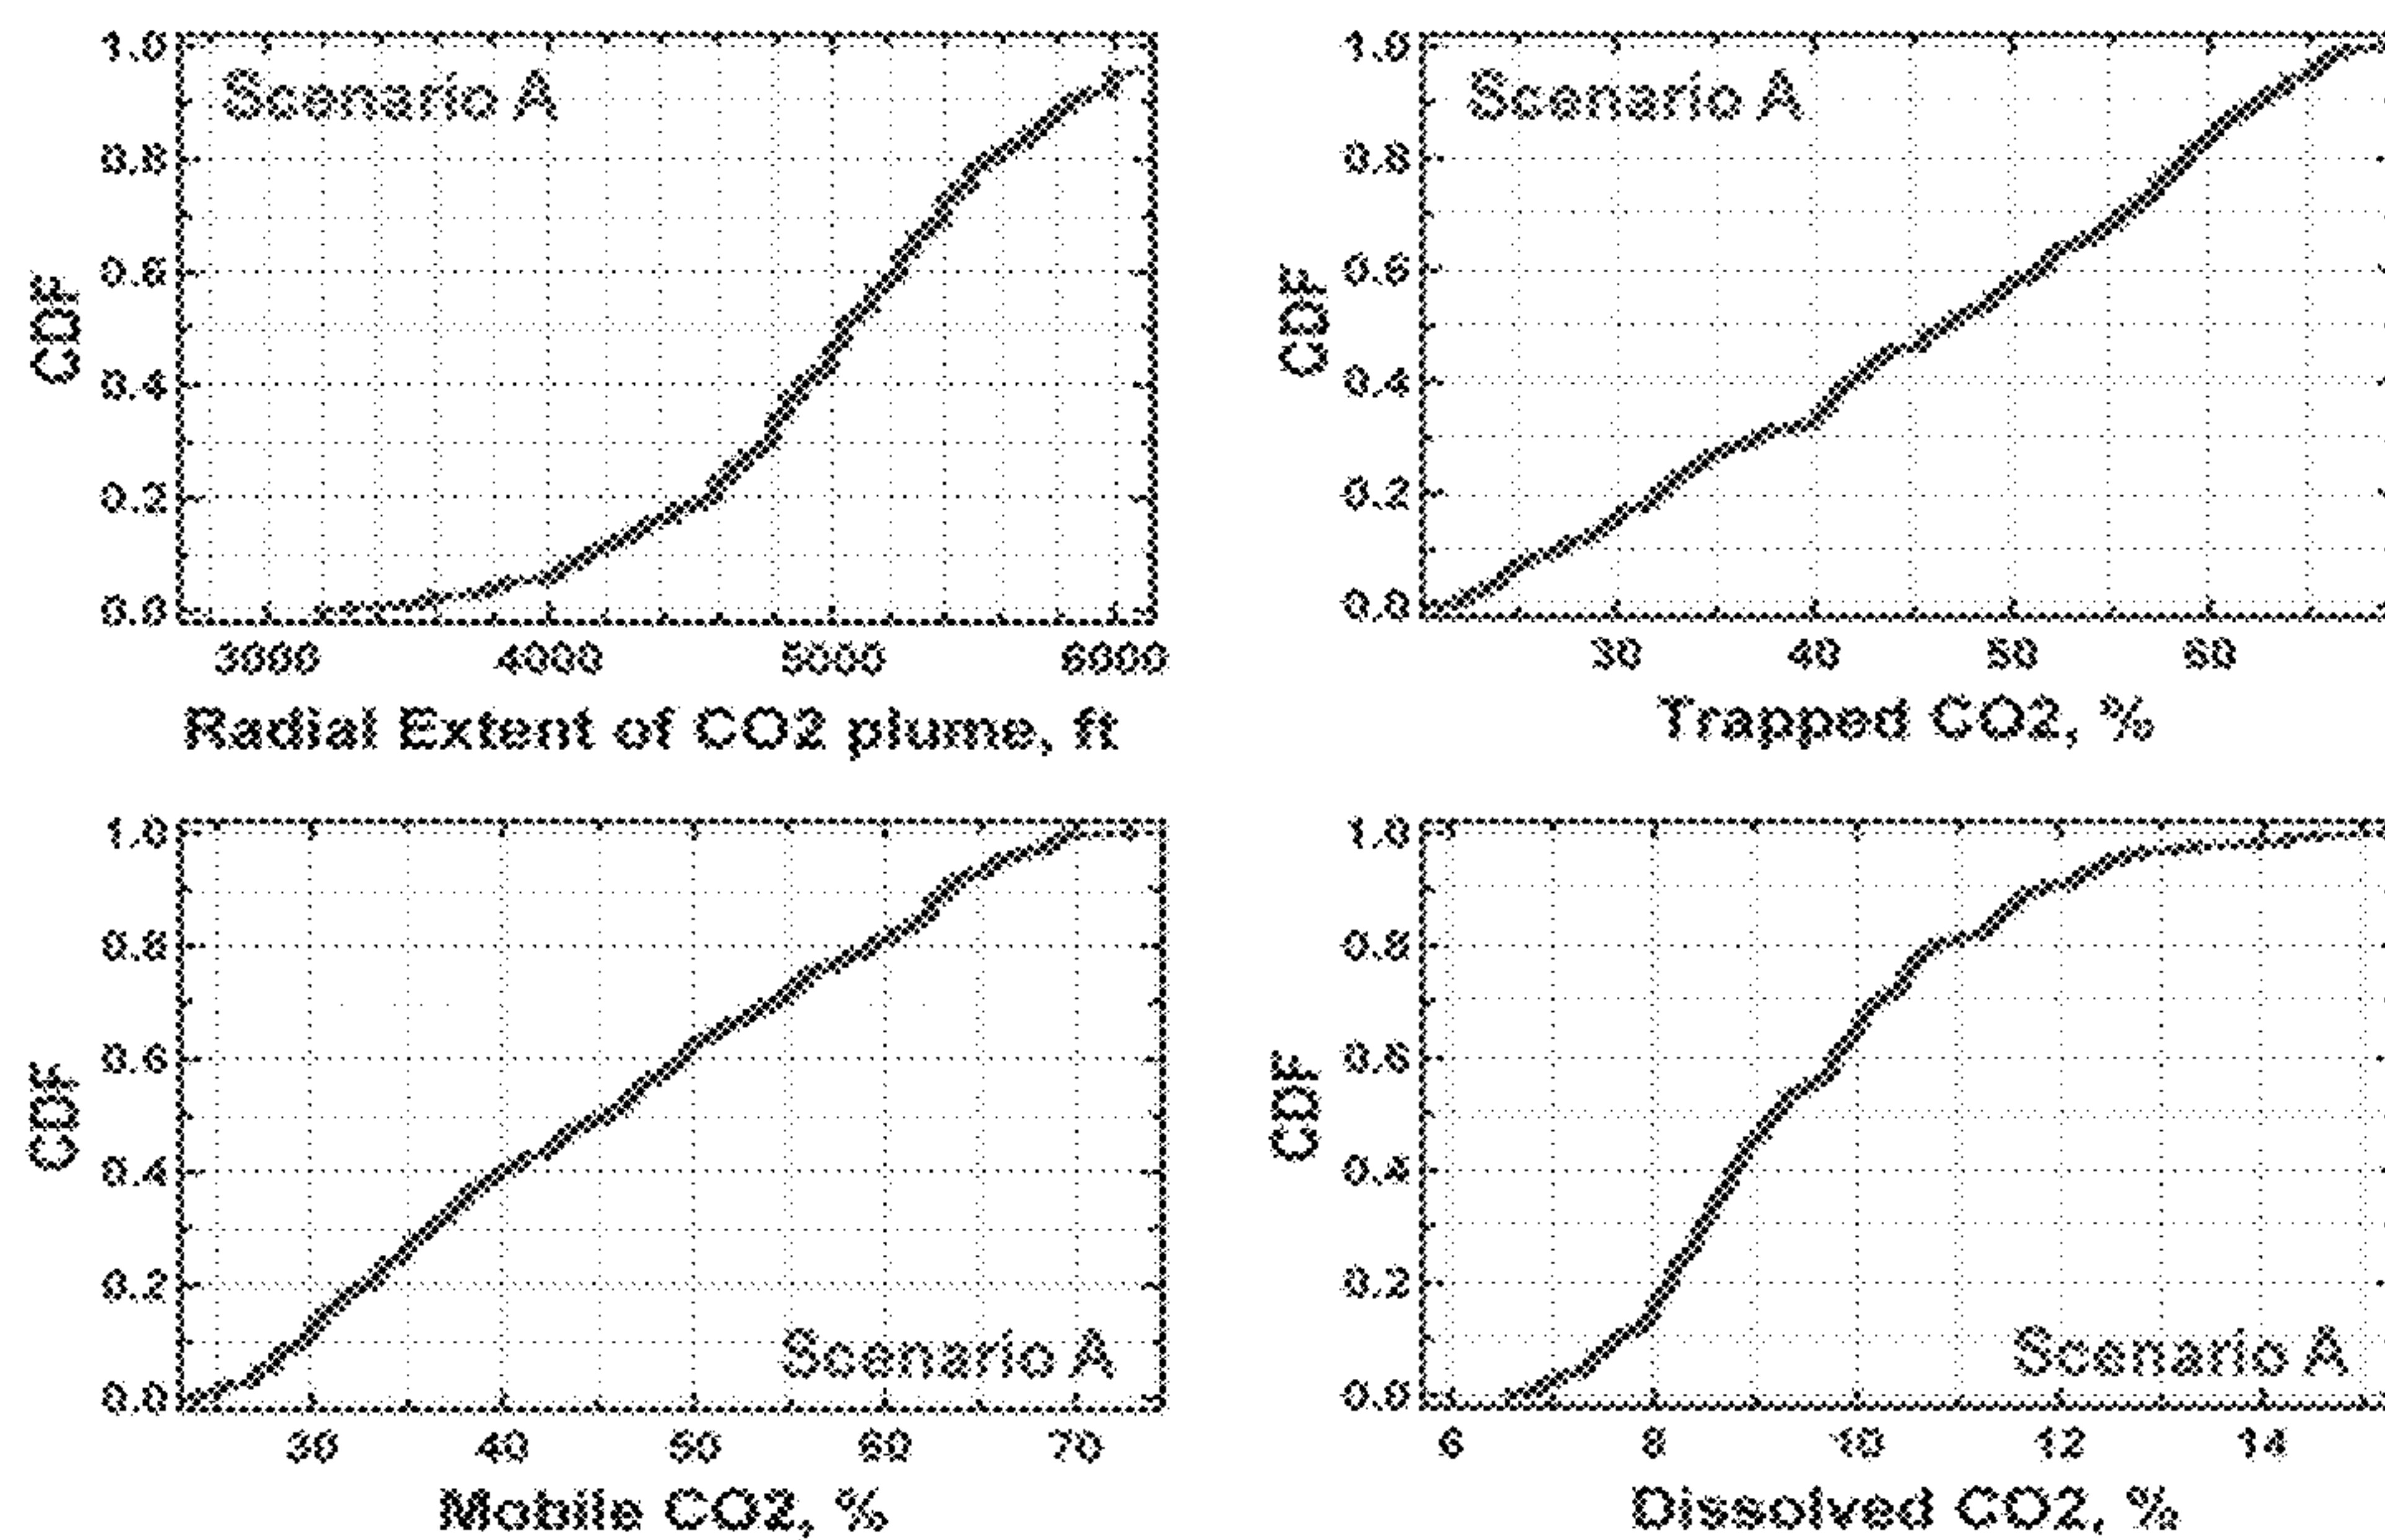 1.0
Scenario A
0.8
0.6
CDF
0.4
0.2
0.0
3000 4000 5000 6000
Radial Extent of CO2 plume, ft
1.0
Scenario A
0.8
0.6
CDF
0.4
0.2
0.0
30 40 50 60
Trapped CO2, %
1.0
0.8
0.6
CDF
0.4
0.2
Scenario A
0.0
30 40 50 60 70
Mobile CO2, %
1.0
0.8
0.6
CDF
0.4
0.2
Scenario A
0.0
6 8 10 12 14
Dissolved CO2, %